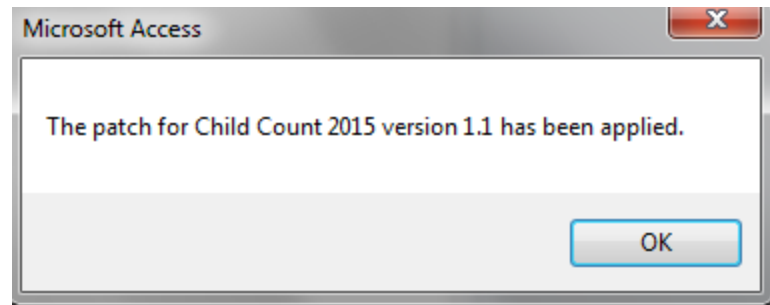 Microsoft Access
The patch for Child Count 2015 version 1.1 has been applied.
OK